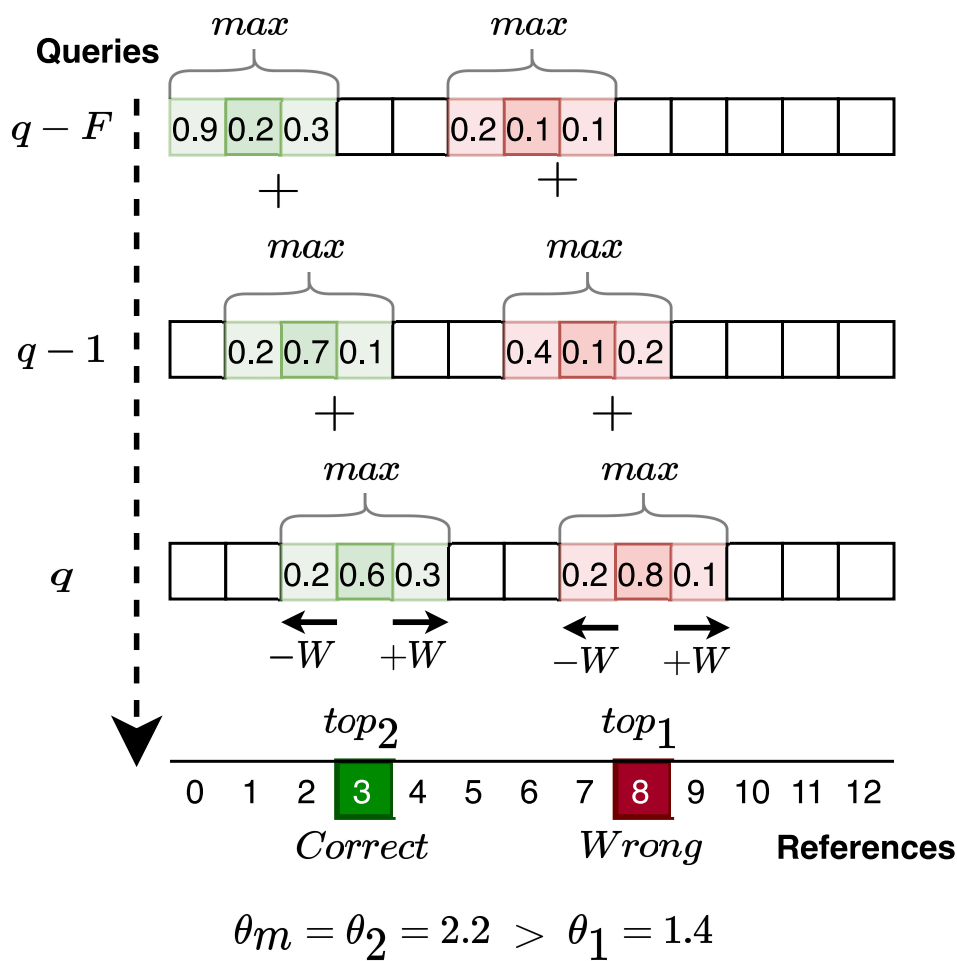 max max
Queries
q − F 0.9 0.2 0.3 0.2 0.1 0.1
+ +
max max
q − 1 0.2 0.7 0.1 0.4 0.1 0.2
+ +
max max
q 0.2 0.6 0.3 0.2 0.8 0.1
−W +W −W +W
top₂ top₁
0 1 2 3 4 5 6 7 8 9 10 11 12
Correct Wrong References
θₘ = θ₂ = 2.2 > θ₁ = 1.4